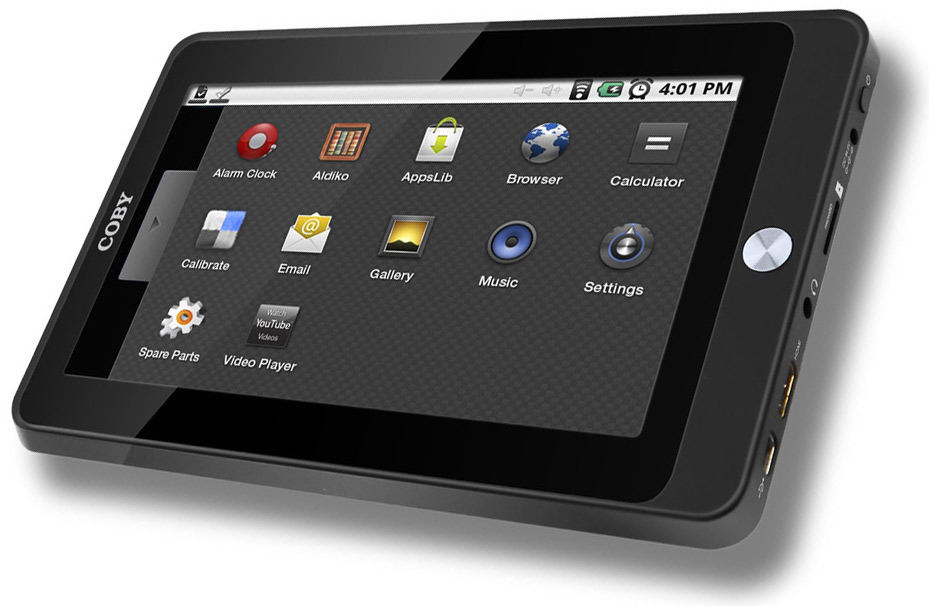 4:01 PM
Alarm Clock
Aldiko
AppsLib
Browser
Calculator
COBY
Calibrate
Email
Gallery
Music
Settings
Watch
YouTube
Videos
Spare Parts
Video Player